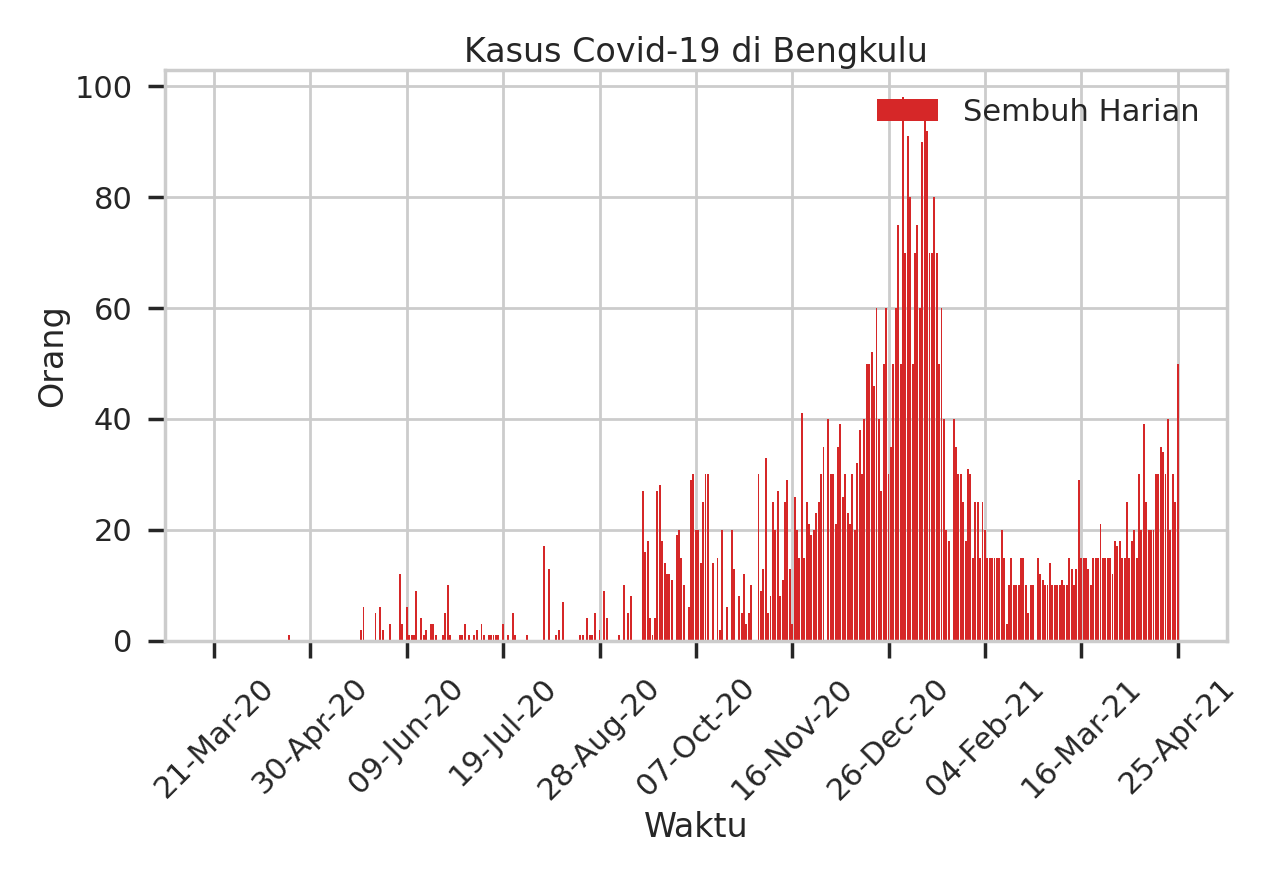 Kasus Covid-19 di Bengkulu
Sembuh Harian
Orang
100
80
60
40
20
0
21-Mar-20
30-Apr-20
09-Jun-20
19-Jul-20
28-Aug-20
07-Oct-20
16-Nov-20
26-Dec-20
04-Feb-21
16-Mar-21
25-Apr-21
Waktu